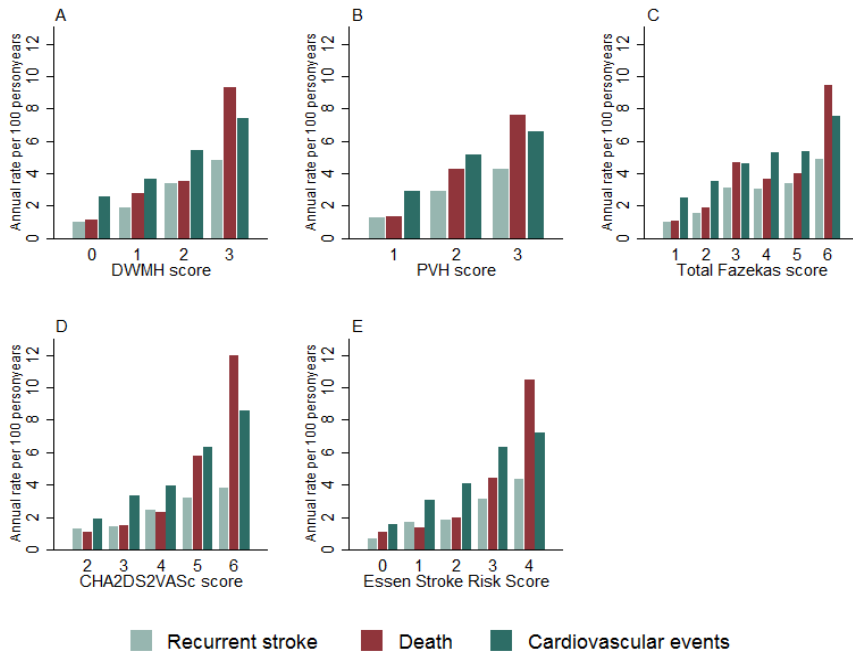 A
Annual rate per 100 personyears
0 2 4 6 8 10 12
0 1 2 3
DWMH score
B
Annual rate per 100 personyears
0 2 4 6 8 10 12
1 2 3
PVH score
C
Annual rate per 100 personyears
0 2 4 6 8 10 12
1 2 3 4 5 6
Total Fazekas score
D
Annual rate per 100 personyears
0 2 4 6 8 10 12
2 3 4 5 6
CHA2DS2VASc score
E
Annual rate per 100 personyears
0 2 4 6 8 10 12
0 1 2 3 4
Essen Stroke Risk Score
Recurrent stroke Death Cardiovascular events